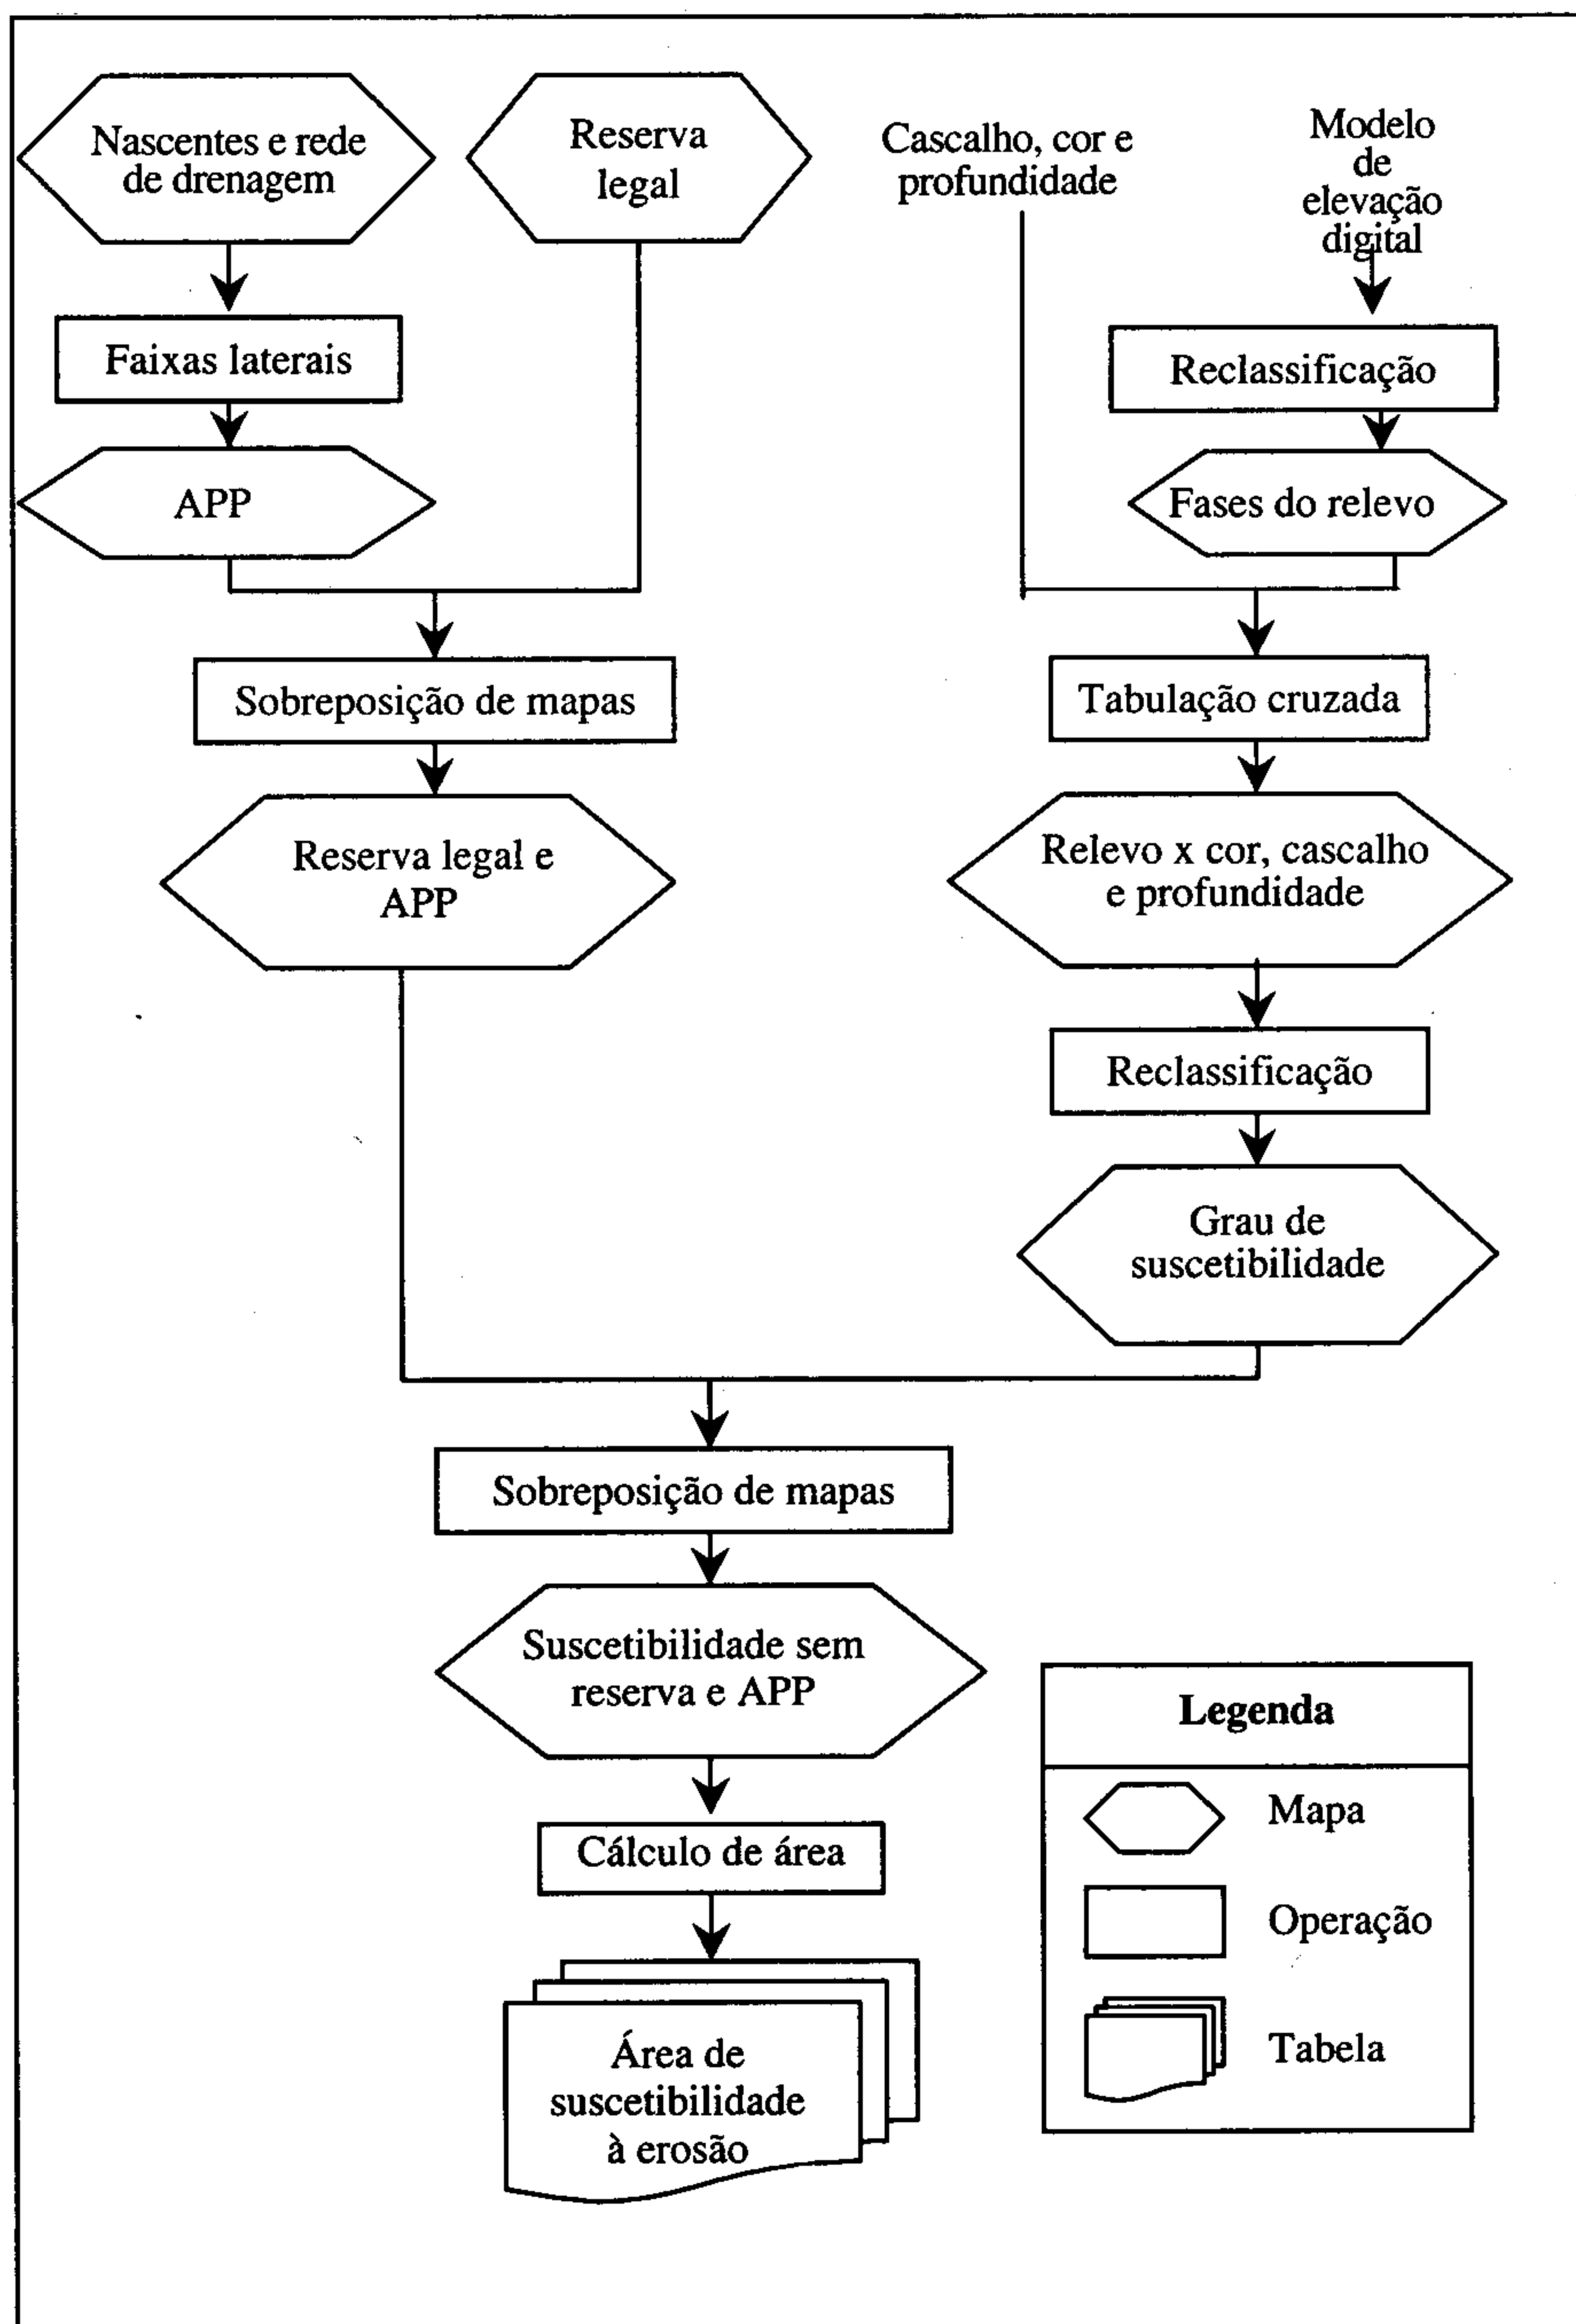 Nascentes e rede
de drenagem
Reserva
legal
Cascalho, cor e
profundidade
Modelo
de
elevação
digital
Faixas laterais
Reclassificação
APP
Fases do relevo
Sobreposição de mapas
Tabulação cruzada
Reserva legal e
APP
Relevo x cor, cascalho
e profundidade
Reclassificação
Grau de
suscetibilidade
Sobreposição de mapas
Suscetibilidade sem
reserva e APP
Cálculo de área
Área de
suscetibilidade
à erosão
Legenda
Mapa
Operação
Tabela